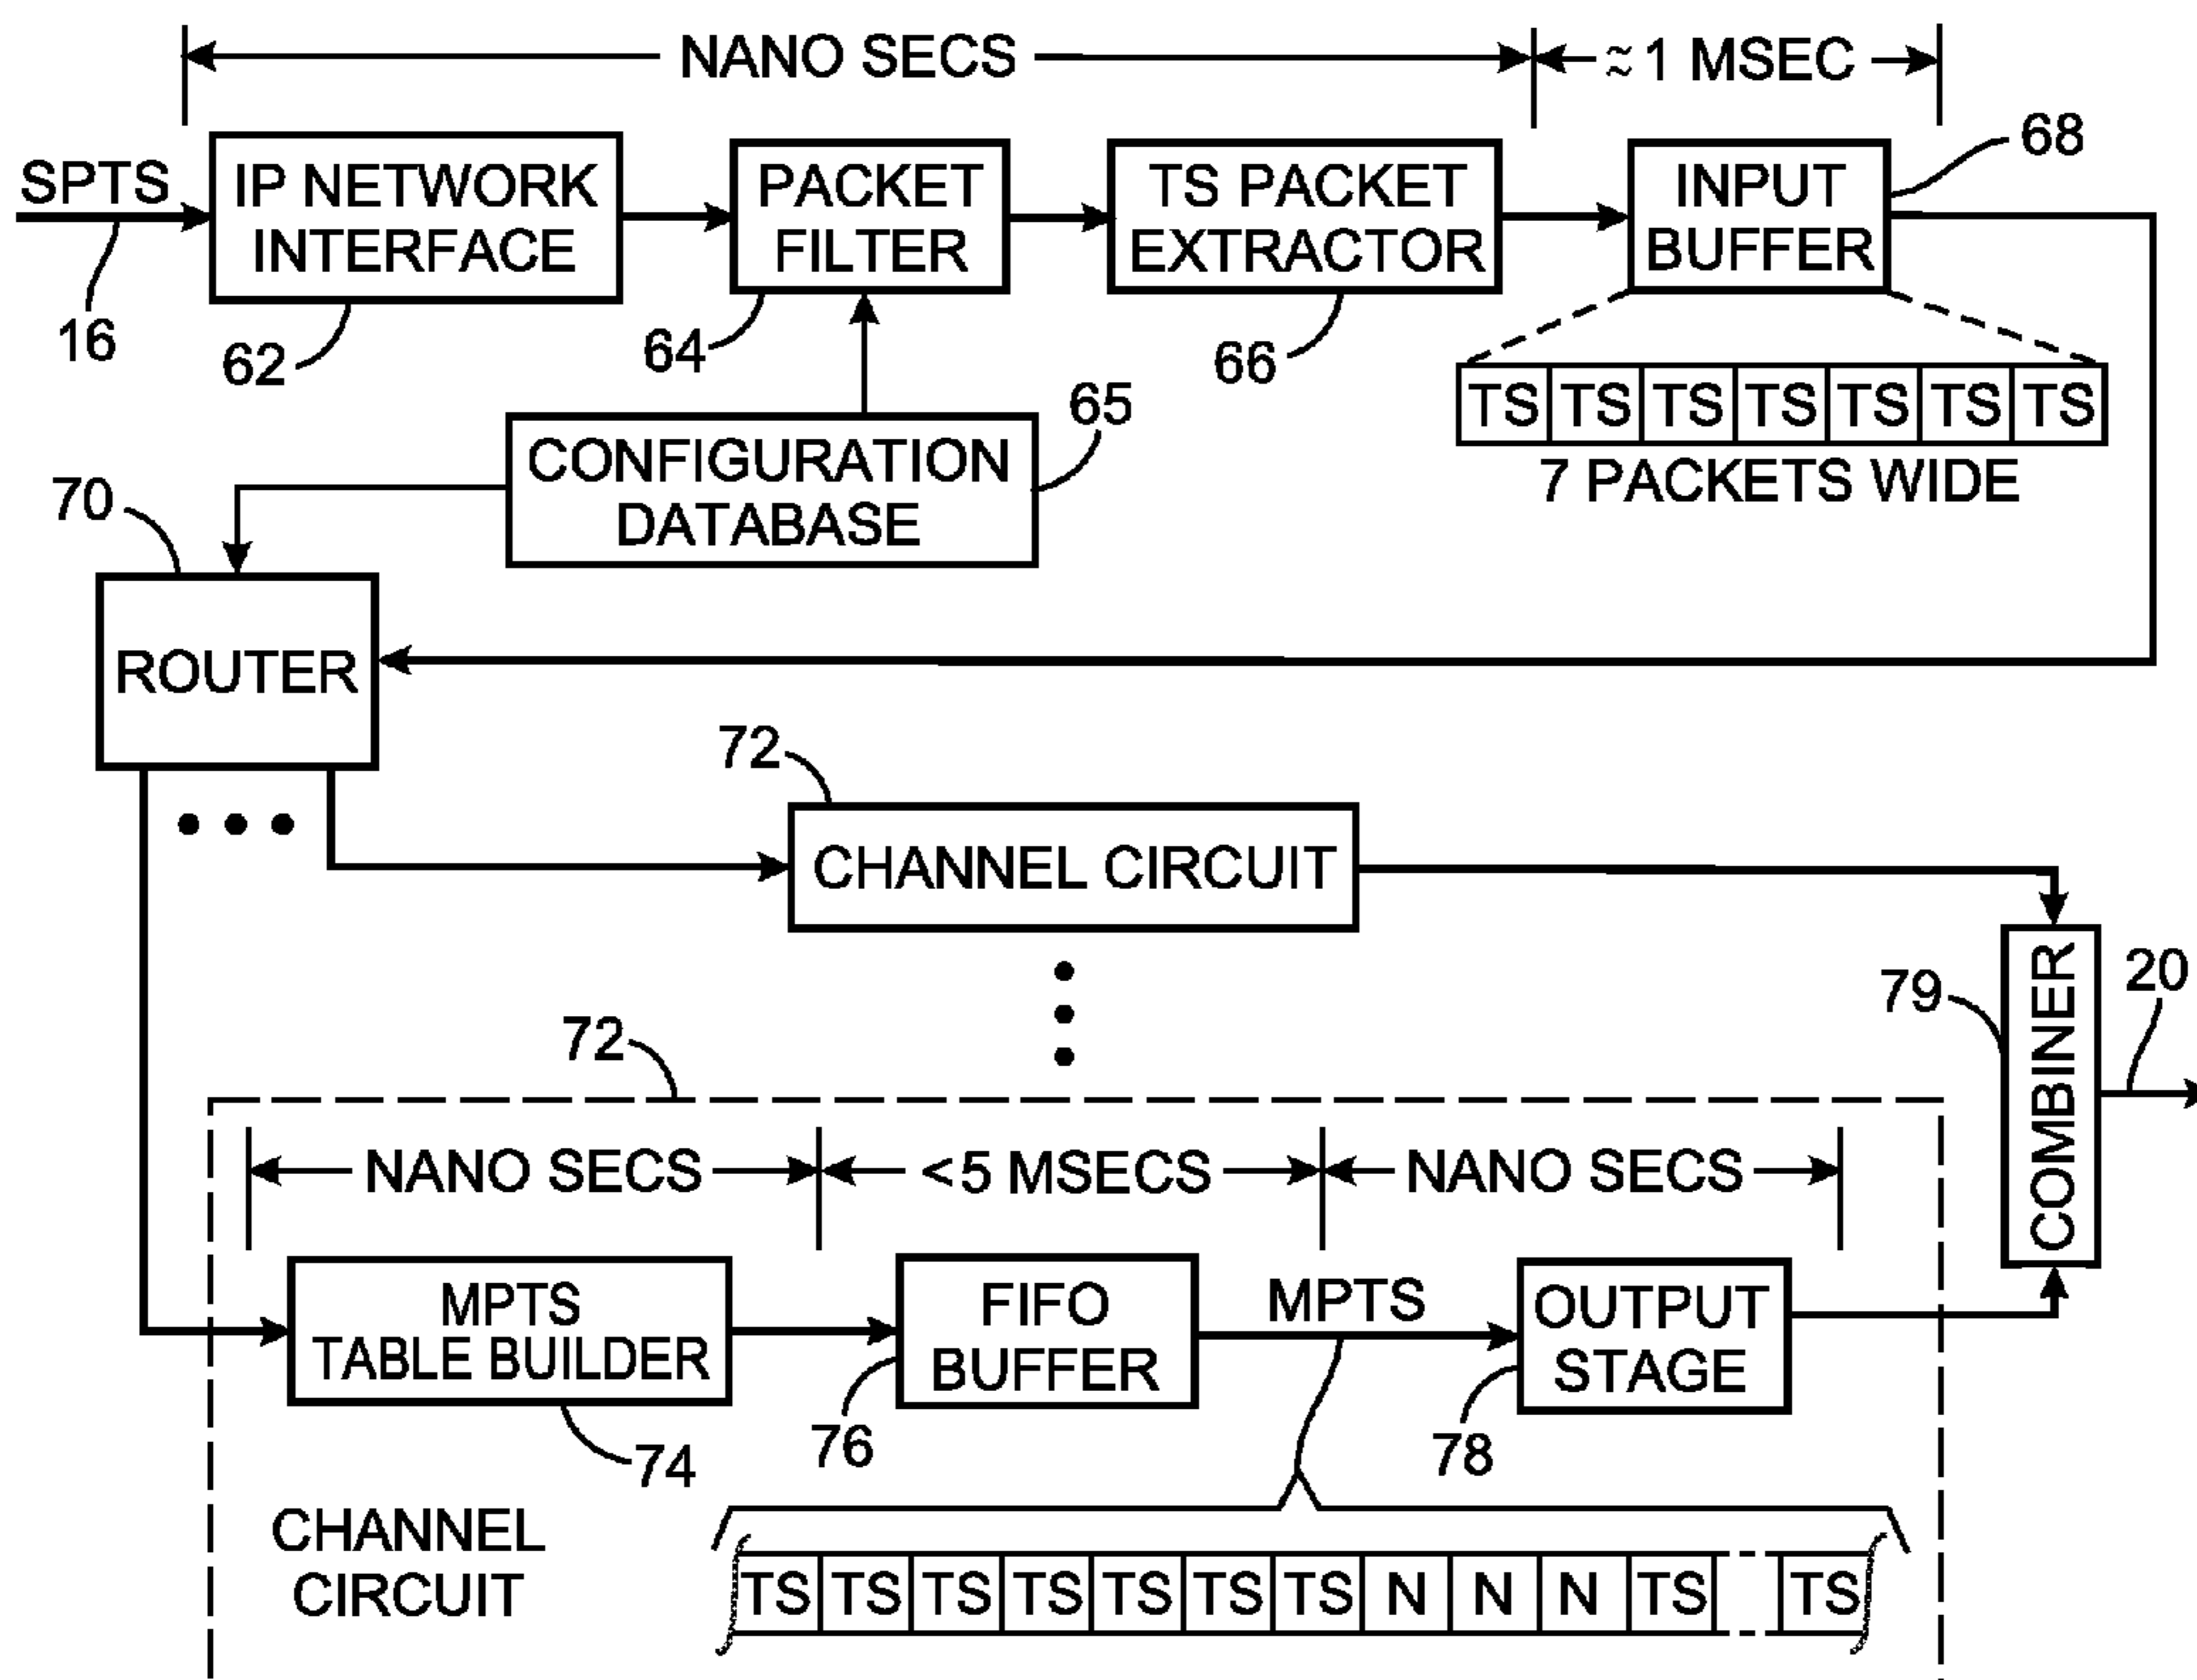 NANO SECS
≈1 MSEC
SPTS
IP NETWORK
INTERFACE
PACKET
FILTER
TS PACKET
EXTRACTOR
INPUT
BUFFER
68
16
62
64
66
TS TS TS TS TS TS TS
7 PACKETS WIDE
65
CONFIGURATION
DATABASE
70
ROUTER
72
CHANNEL CIRCUIT
79
COMBINER
20
72
NANO SECS
<5 MSECS
NANO SECS
MPTS
TABLE BUILDER
FIFO
BUFFER
MPTS
OUTPUT
STAGE
74
76
78
CHANNEL
CIRCUIT
TS TS TS TS TS TS TS N N N TS TS